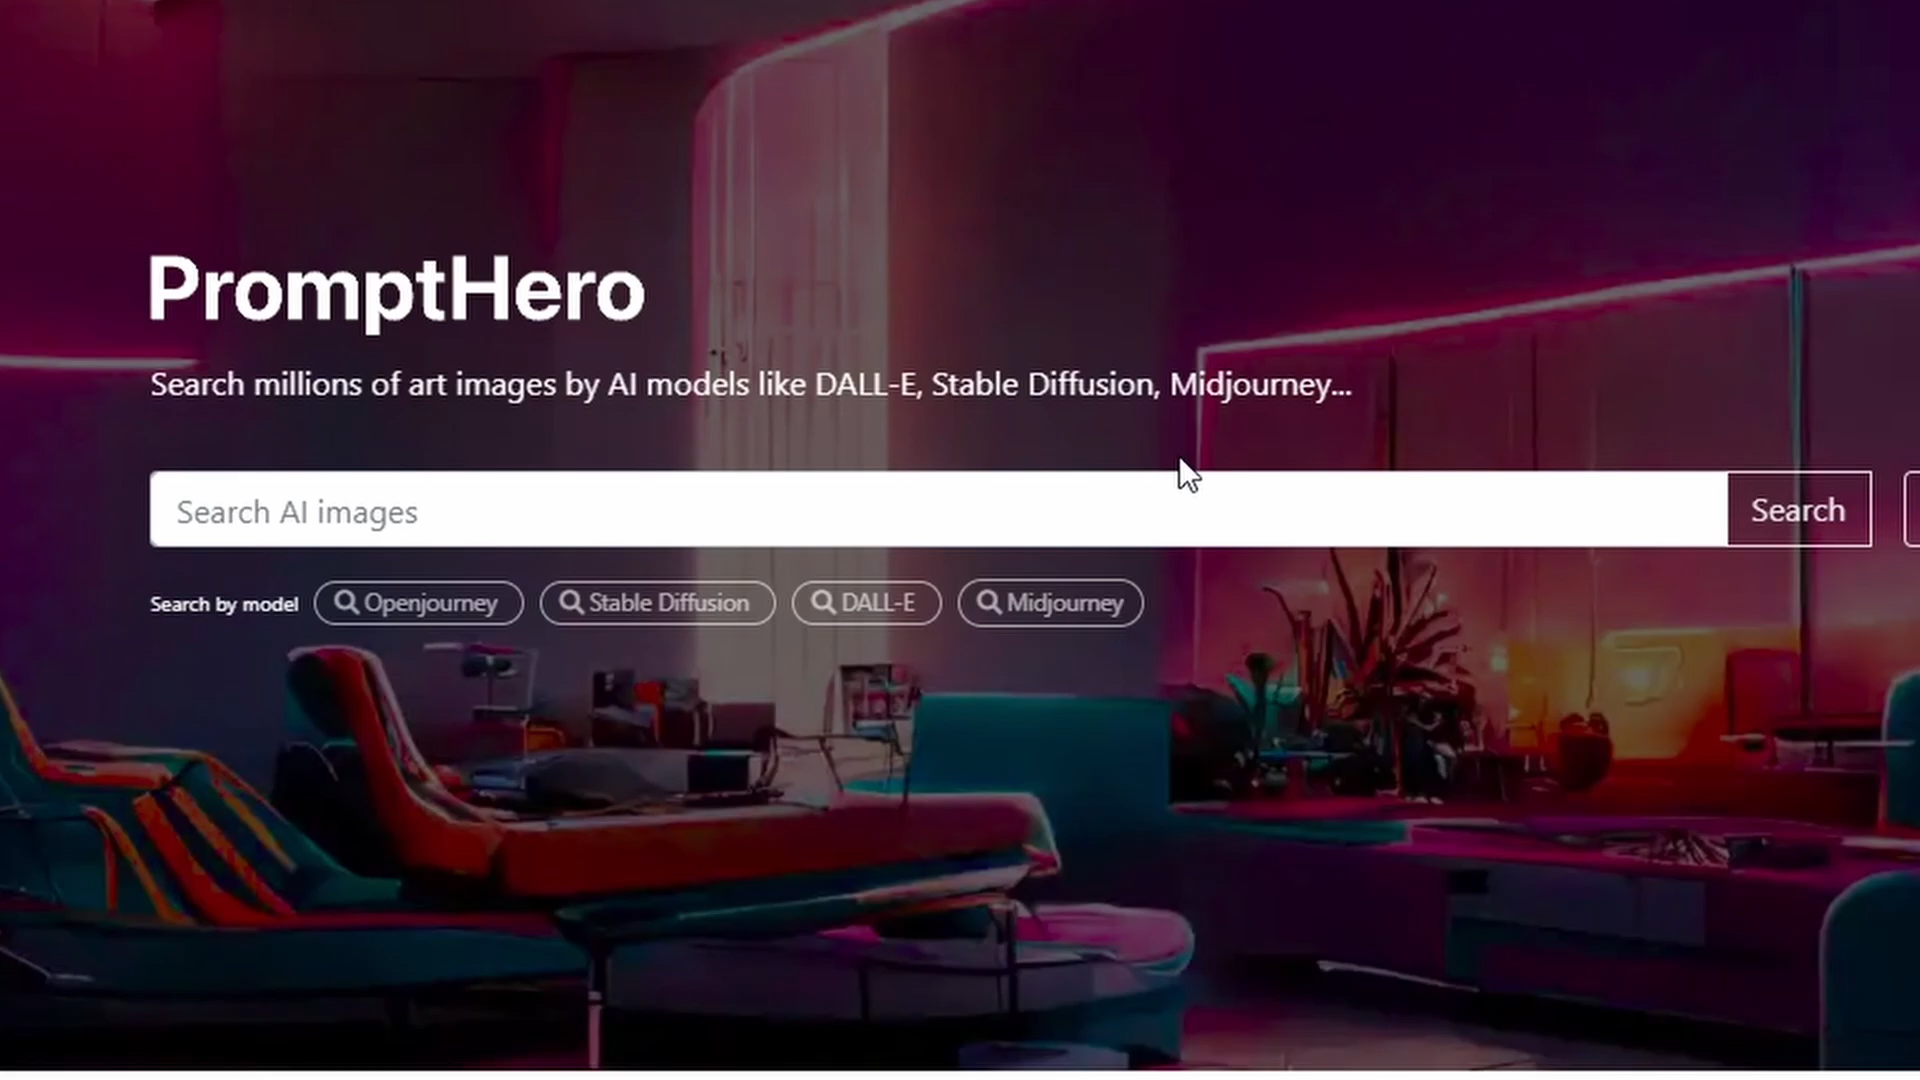 PromptHero
Search millions of art images by AI models like DALL-E, Stable Diffusion, Midjourney...
Search AI images
Search
Search by model
Openjourney
Stable Diffusion
DALL-E
Midjourney